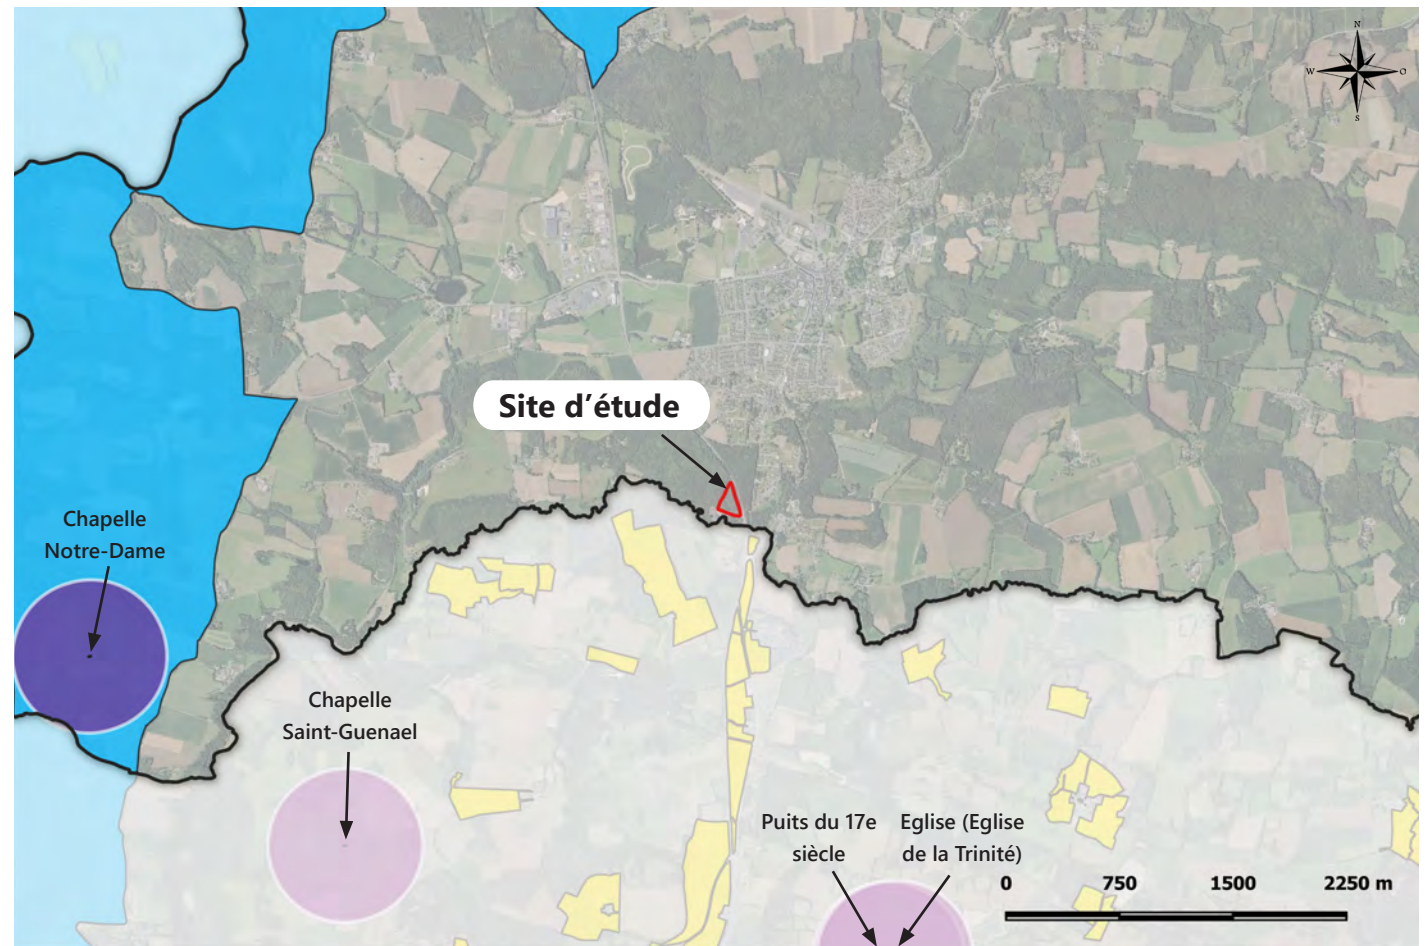 N
W
O
S
Site d’étude
Chapelle
Notre-Dame
Chapelle
Saint-Guenael
Puits du 17e
siècle
Eglise (Eglise
de la Trinité)
0 750 1500 2250 m